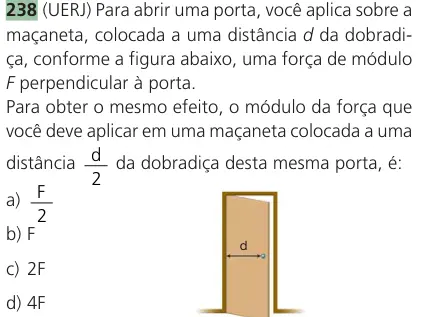 238 (UERJ) Para abrir uma porta, você aplica sobre a
maçaneta, colocada a uma distância d da dobradi-
ça, conforme a figura abaixo, uma força de módulo
F perpendicular à porta.
Para obter o mesmo efeito, o módulo da força que
você deve aplicar em uma maçaneta colocada a uma
distância d/2 da dobradiça desta mesma porta, é:
a) F/2
b) F
c) 2F
d) 4F
d